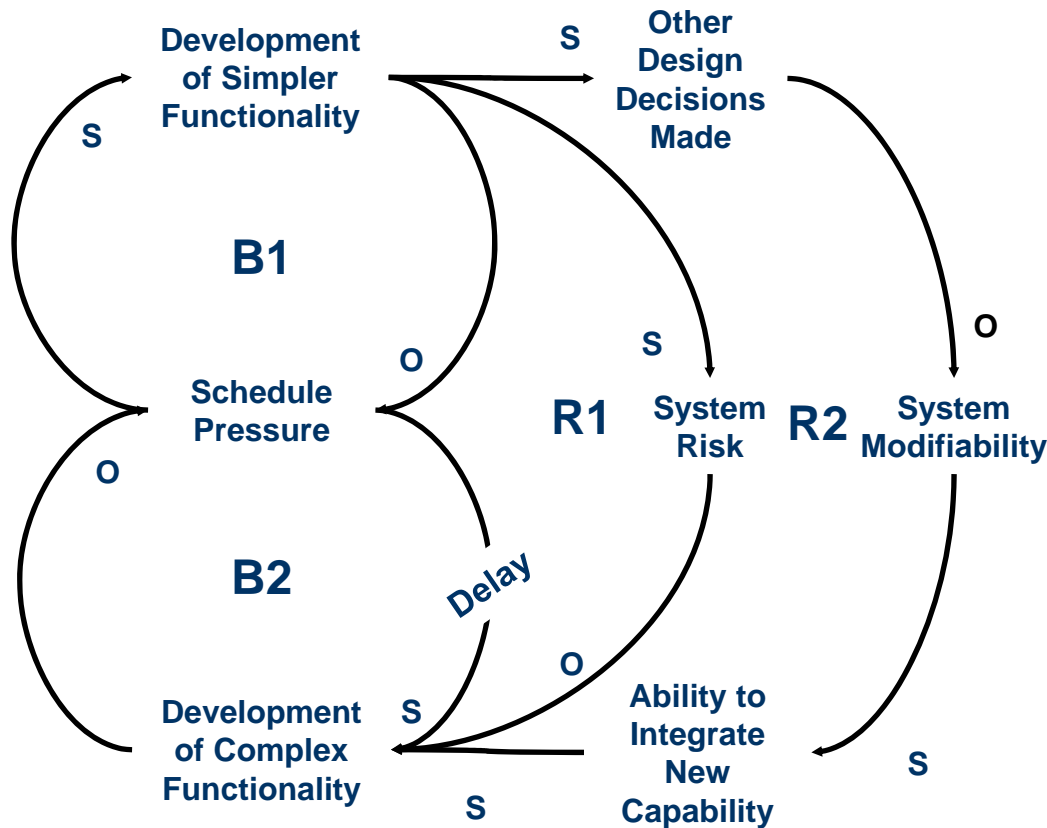 Development
of Simpler
Functionality
S
Other
Design
Decisions
Made
S
B1
O
S
O
Schedule
Pressure
R1
System
Risk
R2
System
Modifiability
O
B2
Delay
O
Development
of Complex
Functionality
S
Ability to
Integrate
New
Capability
S
S